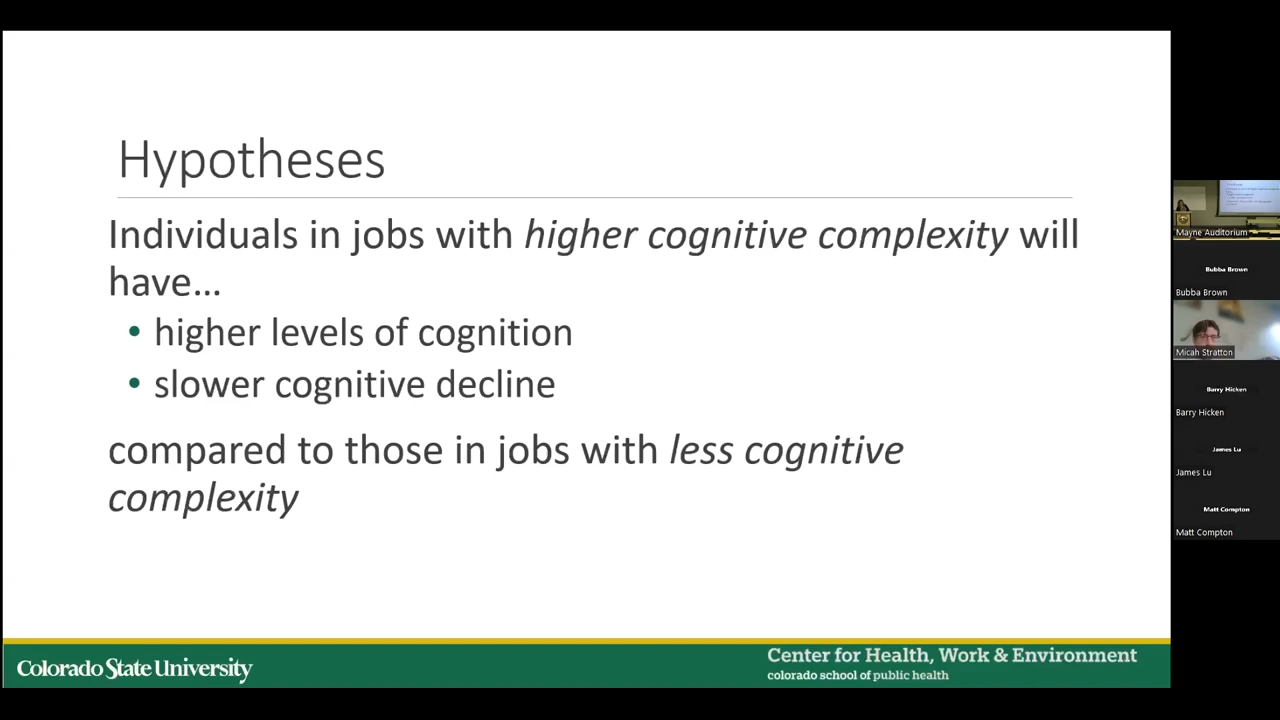 Hypotheses
Individuals in jobs with higher cognitive complexity will
have...
• higher levels of cognition
• slower cognitive decline
compared to those in jobs with less cognitive
complexity
Colorado State University
Center for Health, Work & Environment
colorado school of public health
Mayne Auditorium
Bubba Brown
Bubba Brown
Micah Stratton
Barry Hicken
Barry Hicken
James Lu
James Lu
Matt Compton
Matt Compton